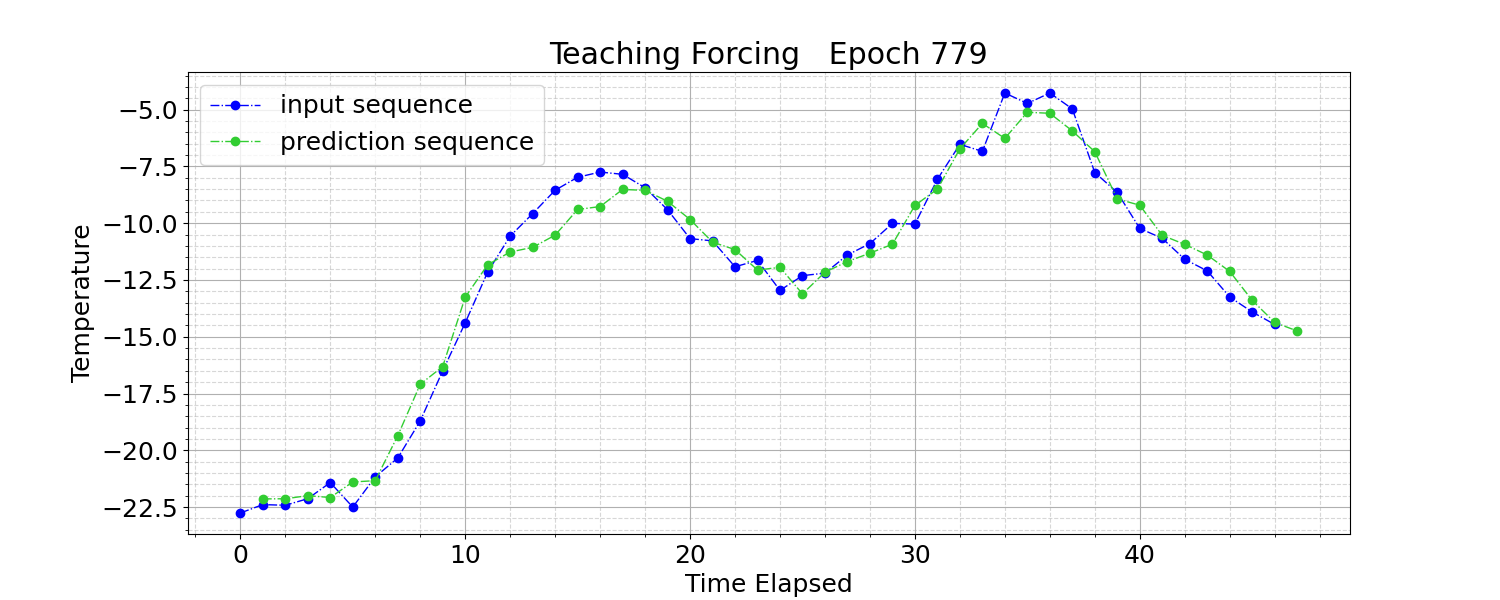 Teaching Forcing   Epoch 779
input sequence
prediction sequence
Temperature
−5.0
−7.5
−10.0
−12.5
−15.0
−17.5
−20.0
−22.5
0 10 20 30 40
Time Elapsed